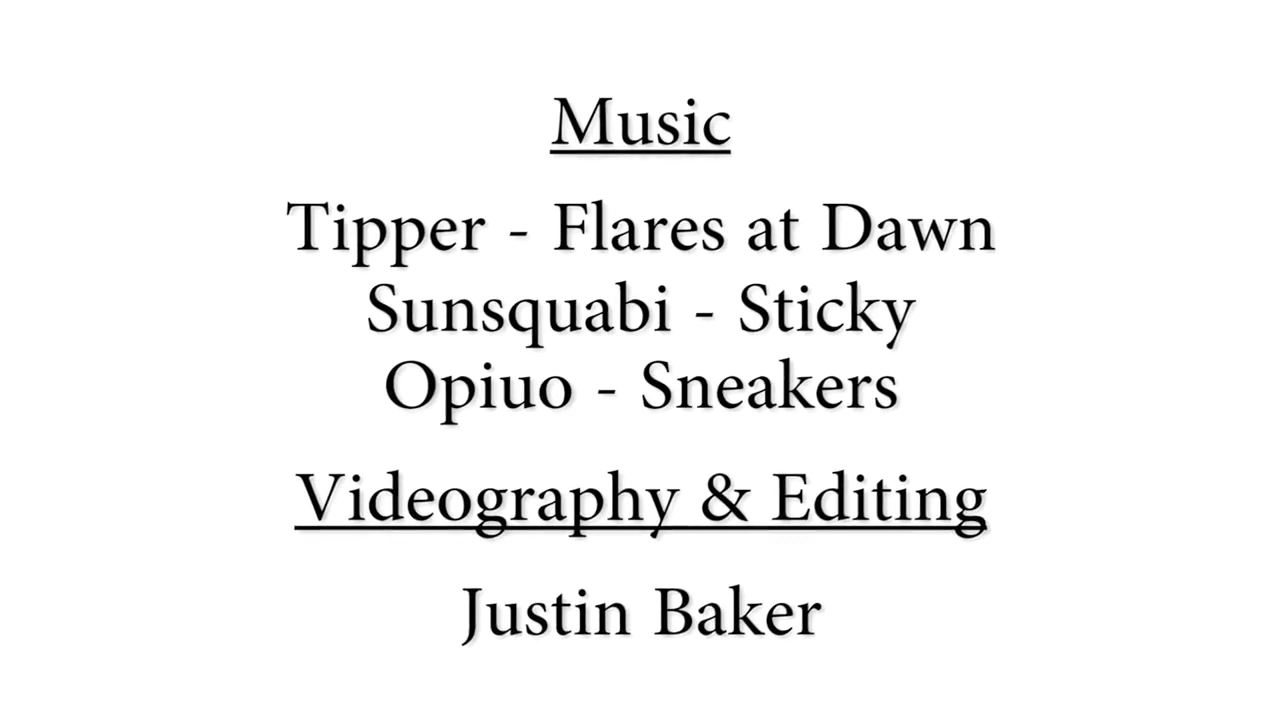 Music
Tipper - Flares at Dawn
Sunsquabi - Sticky
Opiuo - Sneakers
Videography & Editing
Justin Baker